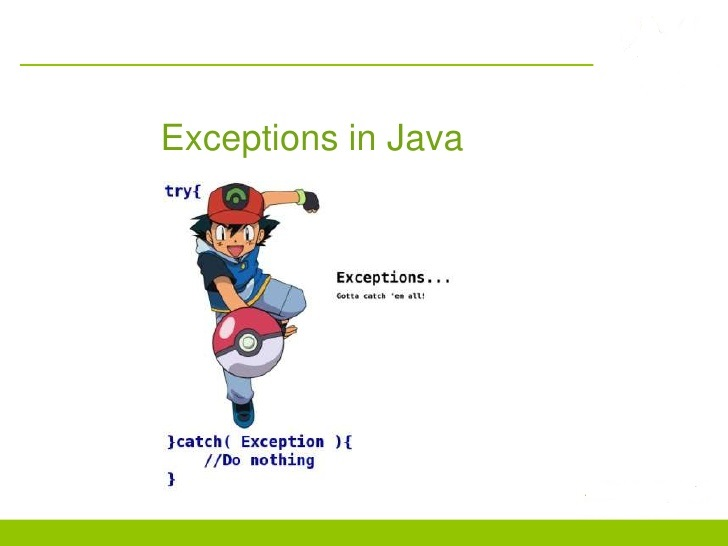 Exceptions in Java
try{
Exceptions...
Gotta catch 'em all!
}catch( Exception ){
//Do nothing
}